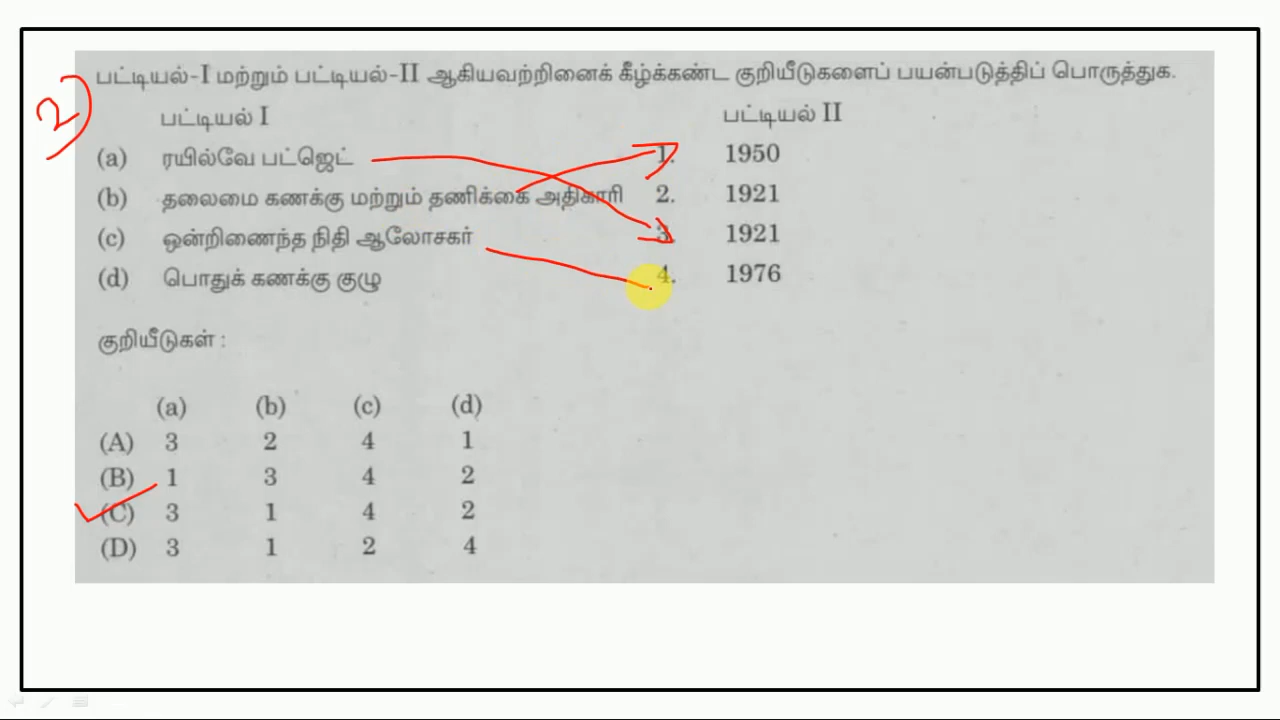 2)
பட்டியல்-I மற்றும் பட்டியல்-II ஆகியவற்றினைக் கீழ்க்கண்ட குறியீடுகளைப் பயன்படுத்திப் பொருத்துக.
பட்டியல் I பட்டியல் II
(a) ரயில்வே பட்ஜெட் 1. 1950
(b) தலைமை கணக்கு மற்றும் தணிக்கை அதிகாரி 2. 1921
(c) ஒன்றிணைந்த நிதி ஆலோசகர் 3. 1921
(d) பொதுக் கணக்கு குழு 4. 1976
குறியீடுகள் :
(a) (b) (c) (d)
(A) 3 2 4 1
(B) 1 3 4 2
(C) 3 1 4 2
(D) 3 1 2 4